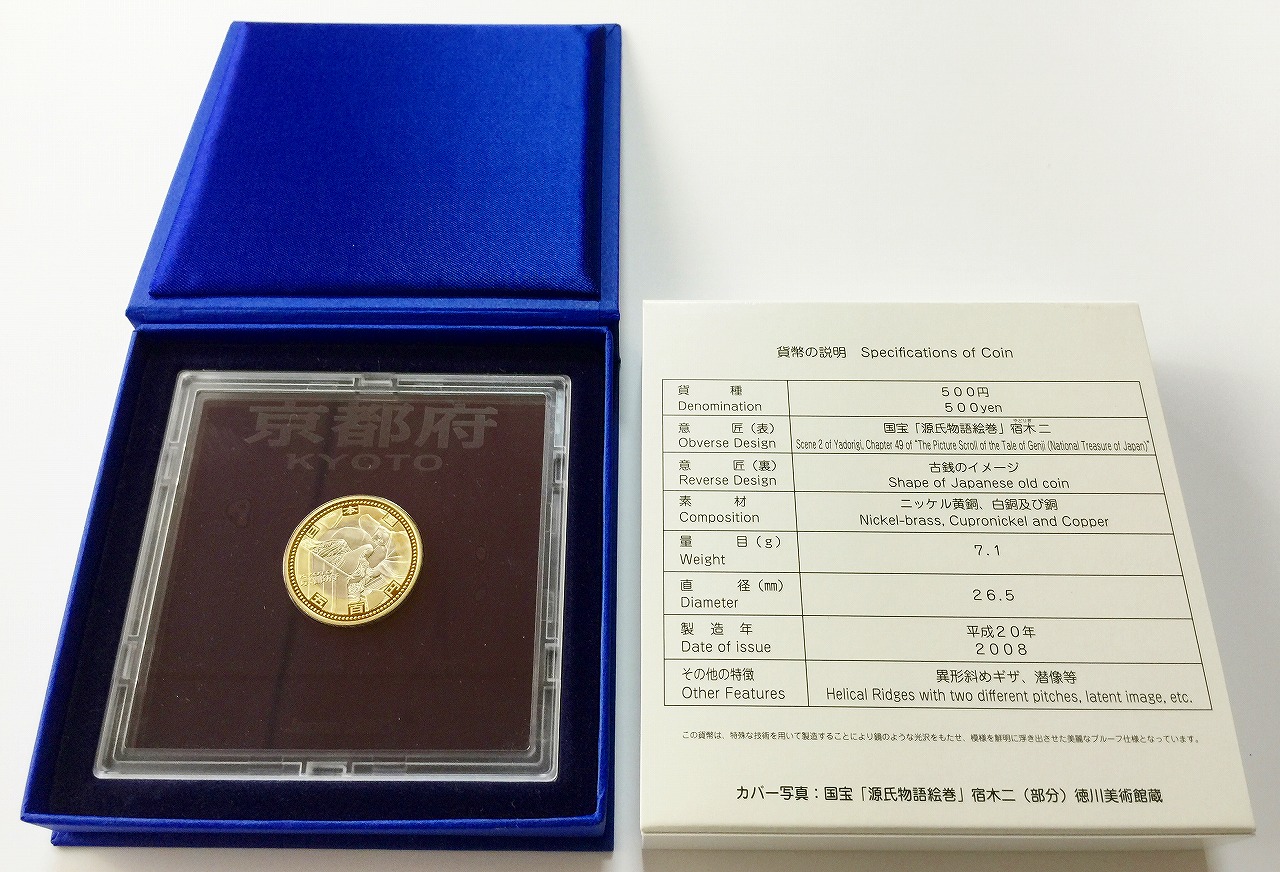 京都府
KYOTO
日本国
五百円
貨幣の説明 Specifications of Coin
貨 種
Denomination
500円
500yen
意 匠(表)
Obverse Design
やどりぎ
国宝「源氏物語絵巻」宿木二
Scene 2 of Yadorigi, Chapter 49 of "The Picture Scroll of the Tale of Genji (National Treasure of Japan)"
意 匠(裏)
Reverse Design
古銭のイメージ
Shape of Japanese old coin
素 材
Composition
ニッケル黄銅、白銅及び銅
Nickel-brass, Cupronickel and Copper
量 目(g)
Weight
7.1
直 径(mm)
Diameter
26.5
製 造 年
Date of issue
平成20年
2008
その他の特徴
Other Features
異形斜めギザ、潜像等
Helical Ridges with two different pitches, latent image, etc.
この貨幣は、特殊な技術を用いて製造することにより鏡のような光沢をもたせ、模様を鮮明に浮き出させた美麗なプルーフ仕様となっています。
カバー写真:国宝「源氏物語絵巻」宿木二(部分)徳川美術館蔵